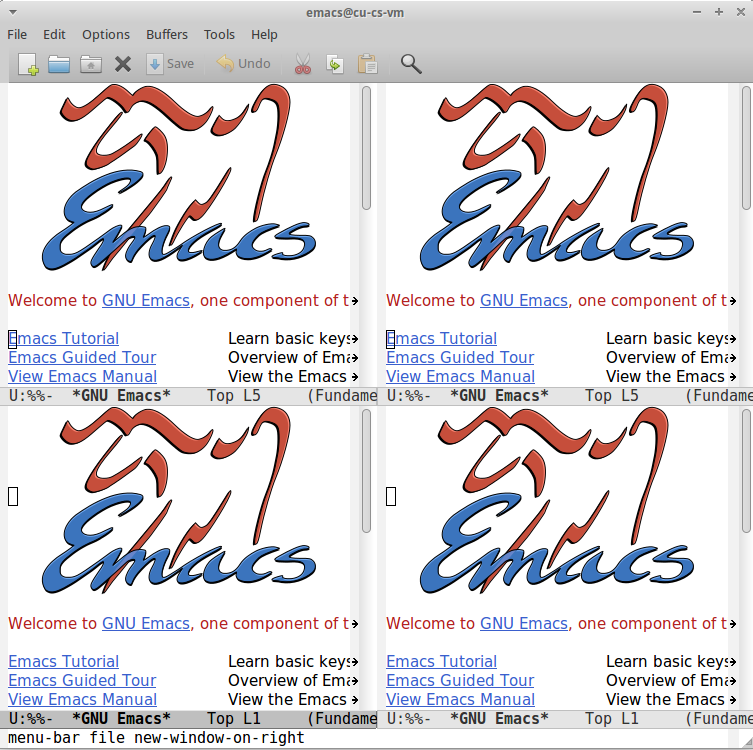 emacs@cu-cs-vm
File Edit Options Buffers Tools Help
Save Undo
Emacs
Welcome to GNU Emacs, one component of t
Emacs Tutorial Learn basic keys
Emacs Guided Tour Overview of Ema
View Emacs Manual View the Emacs
U:%%- *GNU Emacs* Top L5 (Fundame
Emacs
Welcome to GNU Emacs, one component of t
Emacs Tutorial Learn basic keys
Emacs Guided Tour Overview of Ema
View Emacs Manual View the Emacs
U:%%- *GNU Emacs* Top L5 (Fundame
Emacs
Welcome to GNU Emacs, one component of t
Emacs Tutorial Learn basic keys
Emacs Guided Tour Overview of Ema
View Emacs Manual View the Emacs
U:%%- *GNU Emacs* Top L1 (Fundame
Emacs
Welcome to GNU Emacs, one component of t
Emacs Tutorial Learn basic keys
Emacs Guided Tour Overview of Ema
View Emacs Manual View the Emacs
U:%%- *GNU Emacs* Top L1 (Fundame
menu-bar file new-window-on-right